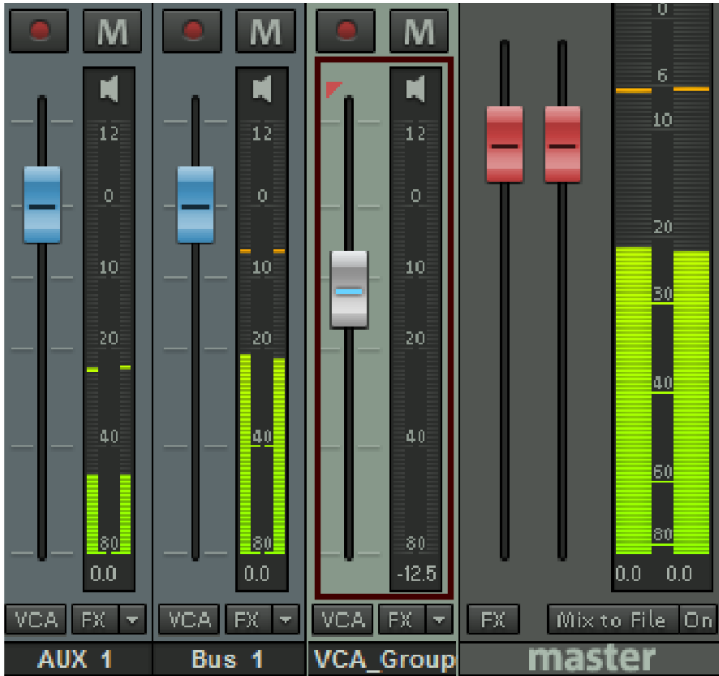 M M M
12 0 10 20 40 80
12 0 10 20 40 80
12 0 10 20 40 80
0 6 10 20 30 40 60 80
0.0 0.0 -12.5 0.0 0.0
VCA FX VCA FX VCA FX FX Mix to File On
AUX 1 Bus 1 VCA_Group master